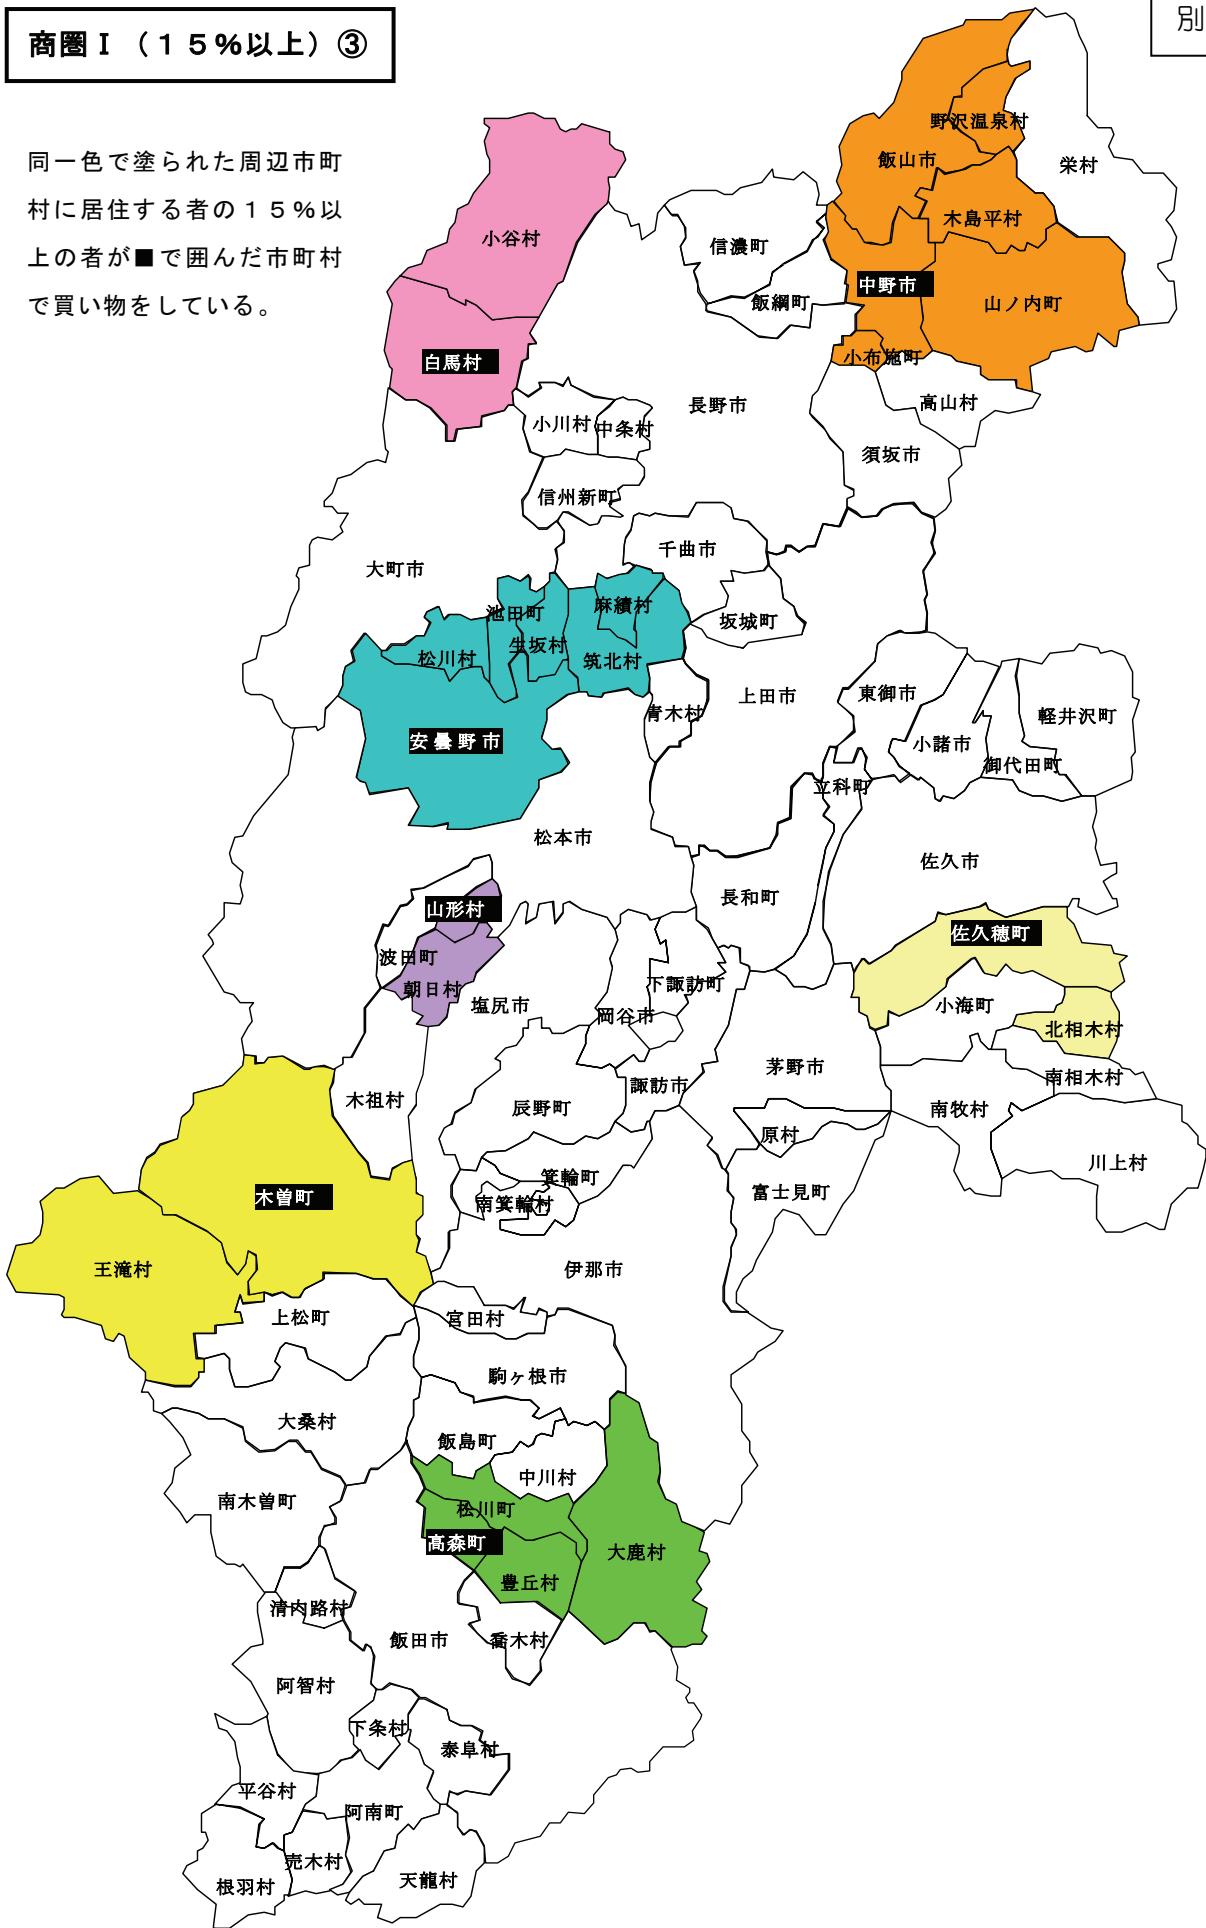 商圏Ⅰ（１５%以上）③
別
同一色で塗られた周辺市町
村に居住する者の１５%以
上の者が■で囲んだ市町村
で買い物をしている。
野沢温泉村
飯山市
栄村
木島平村
小谷村
信濃町
中野市
飯綱町
山ノ内町
白馬村
小布施町
長野市
高山村
小川村
中条村
須坂市
信州新町
千曲市
大町市
池田町
麻績村
坂城町
生坂村
松川村
筑北村
上田市
東御市
青木村
軽井沢町
安曇野市
小諸市
御代田町
立科町
松本市
佐久市
長和町
山形村
佐久穂町
波田町
朝日村
下諏訪町
塩尻市
小海町
岡谷市
北相木村
茅野市
南相木村
諏訪市
木祖村
辰野町
南牧村
原村
川上村
箕輪町
木曽町
富士見町
南箕輪村
王滝村
伊那市
上松町
宮田村
駒ヶ根市
大桑村
飯島町
中川村
南木曽町
松川町
高森町
大鹿村
豊丘村
清内路村
飯田市
喬木村
阿智村
下条村
泰阜村
平谷村
阿南町
売木村
天龍村
根羽村